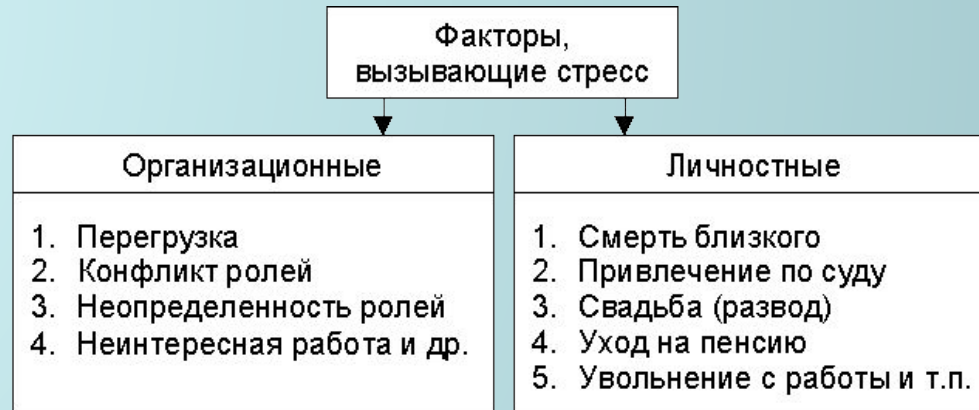 Факторы,
вызывающие стресс
Организационные
1. Перегрузка
2. Конфликт ролей
3. Неопределенность ролей
4. Неинтересная работа и др.
Личностные
1. Смерть близкого
2. Привлечение по суду
3. Свадьба (развод)
4. Уход на пенсию
5. Увольнение с работы и т.п.